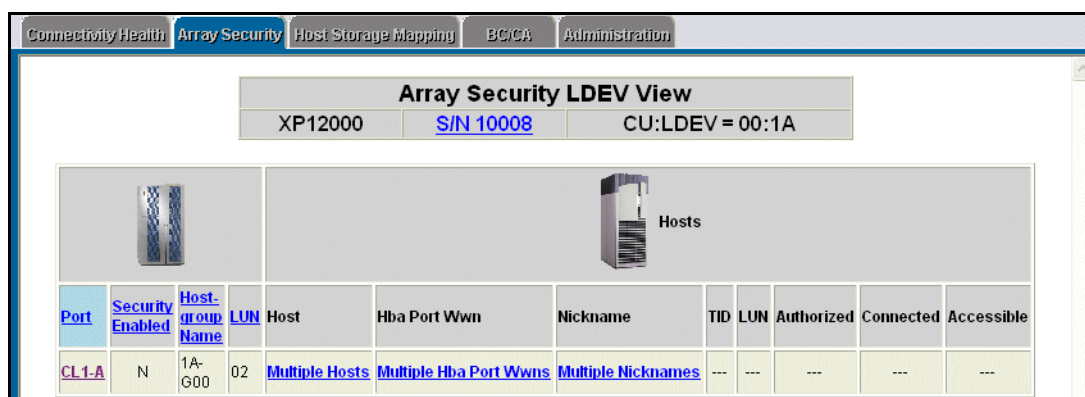 Connectivity Health Array Security Host Storage Mapping BC/CA Administration
Array Security LDEV View
XP12000 S/N 10008 CU:LDEV = 00:1A
Hosts
Port Security Enabled Host-group Name LUN Host Hba Port Wwn Nickname TID LUN Authorized Connected Accessible
CL1-A N 1A-G00 02 Multiple Hosts Multiple Hba Port Wwns Multiple Nicknames --- --- --- --- ---